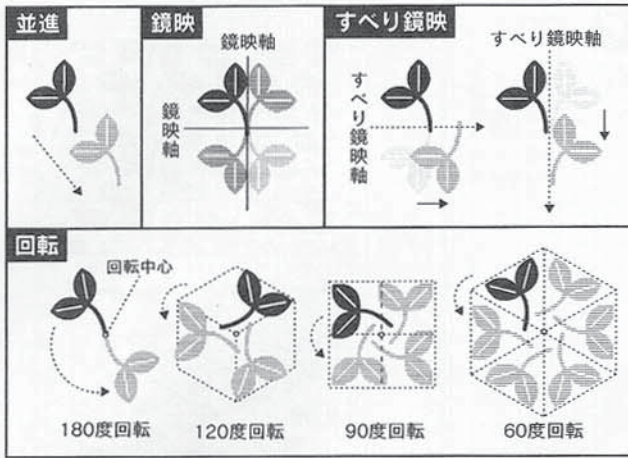 並進
鏡映
鏡映軸
鏡映軸
すべり鏡映
すべり鏡映軸
すべり鏡映軸
回転
回転中心
180度回転
120度回転
90度回転
60度回転